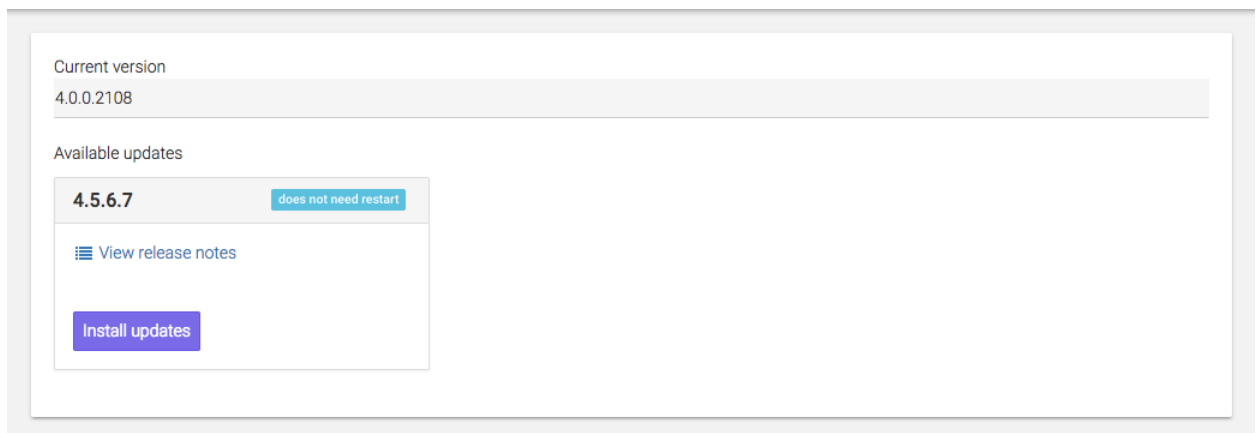 Current version
4.0.0.2108
Available updates
4.5.6.7 does not need restart
View release notes
Install updates